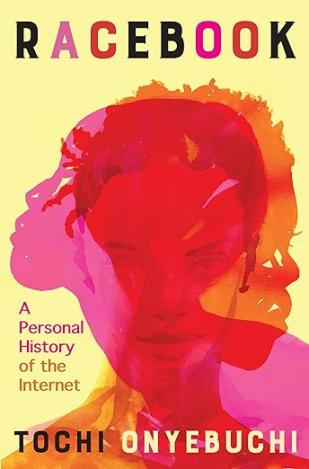 RACEBOOK
A
Personal
History
of the
Internet
TOCHI ONYEBUCHI